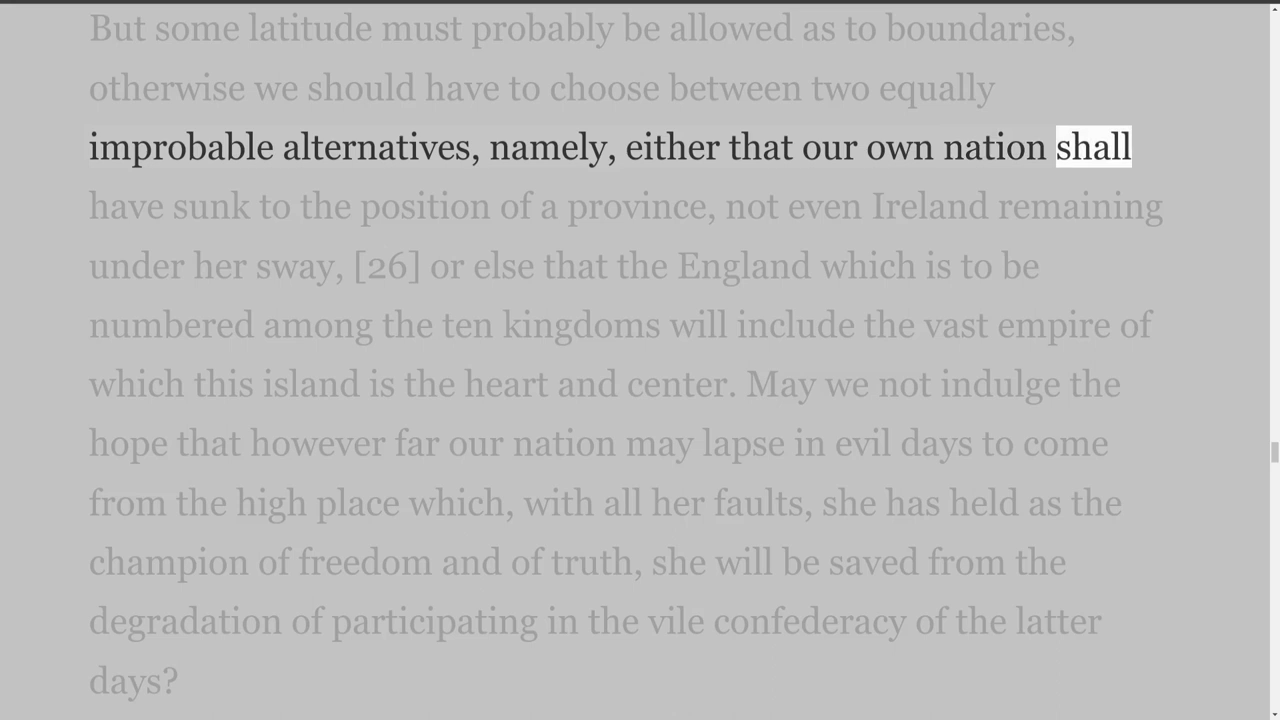 But some latitude must probably be allowed as to boundaries,
otherwise we should have to choose between two equally
improbable alternatives, namely, either that our own nation shall
have sunk to the position of a province, not even Ireland remaining
under her sway, [26] or else that the England which is to be
numbered among the ten kingdoms will include the vast empire of
which this island is the heart and center. May we not indulge the
hope that however far our nation may lapse in evil days to come
from the high place which, with all her faults, she has held as the
champion of freedom and of truth, she will be saved from the
degradation of participating in the vile confederacy of the latter
days?